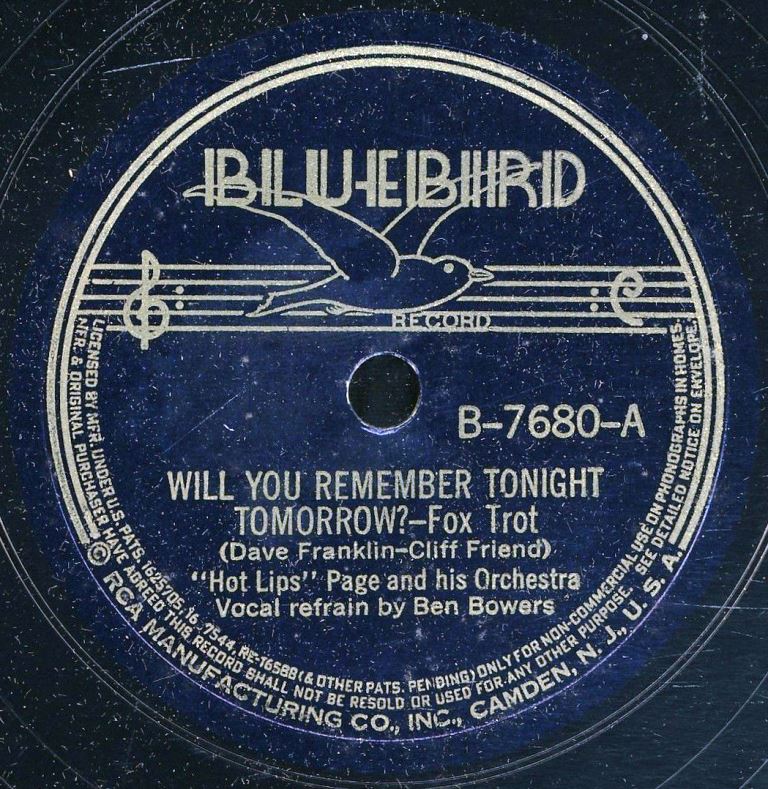 BLUEBIRD
RECORD
B-7680-A
WILL YOU REMEMBER TONIGHT
TOMORROW?-Fox Trot
(Dave Franklin-Cliff Friend)
"Hot Lips" Page and his Orchestra
Vocal refrain by Ben Bowers
LICENSED BY MFR. UNDER U.S. PATS. 1625705, 16 7544, RE-16588 (& OTHER PATS. PENDING) ONLY FOR NON-COMMERCIAL USE ON PHONOGRAPHS IN HOMES.
MFR. & ORIGINAL PURCHASER HAVE AGREED THIS RECORD SHALL NOT BE RESOLD OR USED FOR ANY OTHER PURPOSE. SEE DETAILED NOTICE ON ENVELOPE.
© RCA MANUFACTURING CO., INC., CAMDEN, N. J., U. S. A.